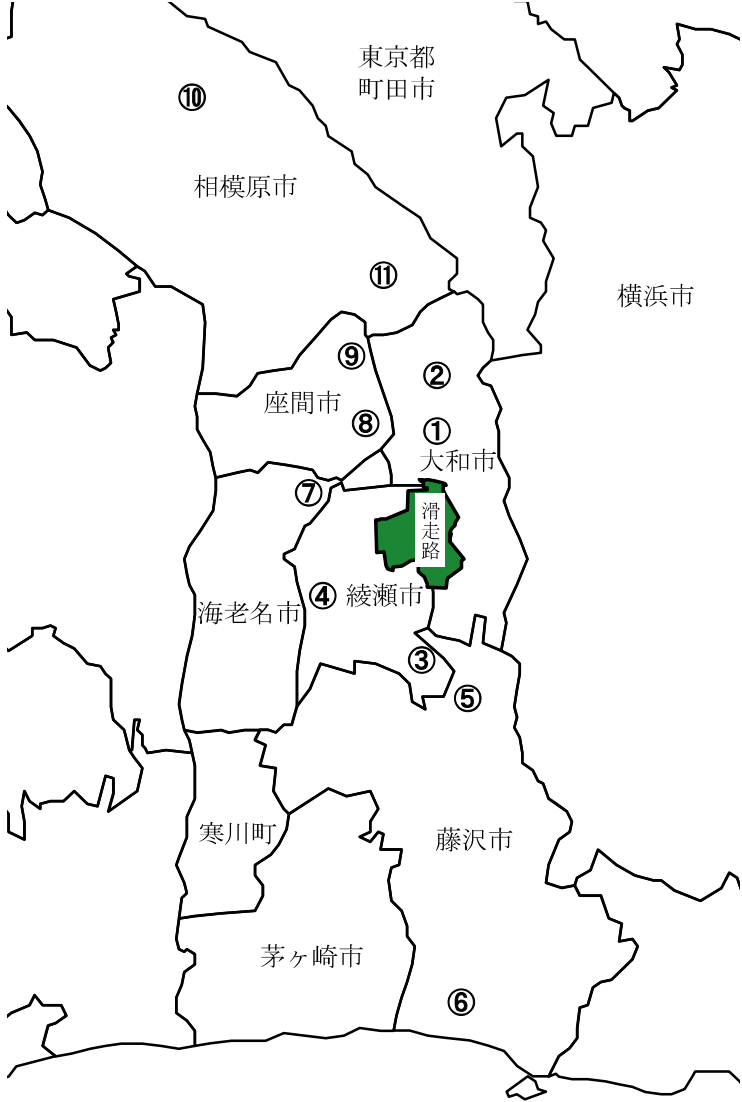 東京都
町田市
⑩
相模原市
⑪
横浜市
⑨
②
座間市
⑧
①
大和市
⑦
滑走路
④
綾瀬市
海老名市
③
⑤
寒川町
藤沢市
茅ヶ崎市
⑥